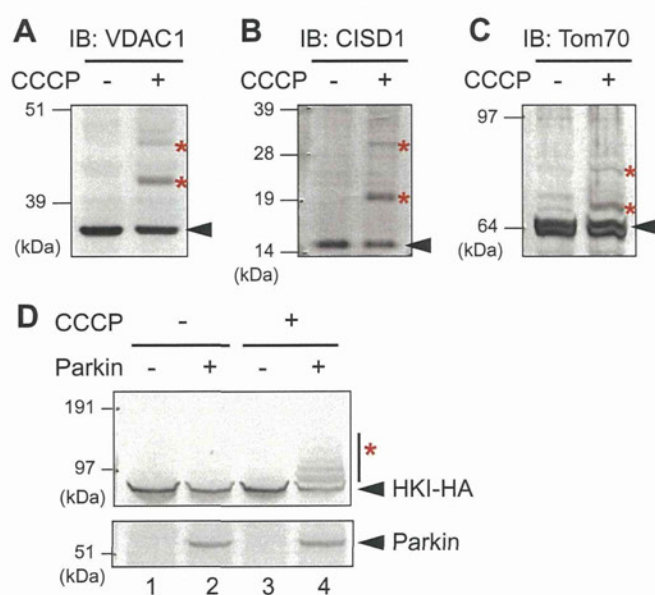 A
IB: VDAC1
CCCP - +
51
*
*
39
(kDa)
B
IB: CISD1
CCCP - +
39
28
*
19
*
14
(kDa)
C
IB: Tom70
CCCP - +
97
*
*
64
(kDa)
D
CCCP - +
Parkin - + - +
191
*
97
HKI-HA
(kDa)
Parkin
51
(kDa)
1 2 3 4